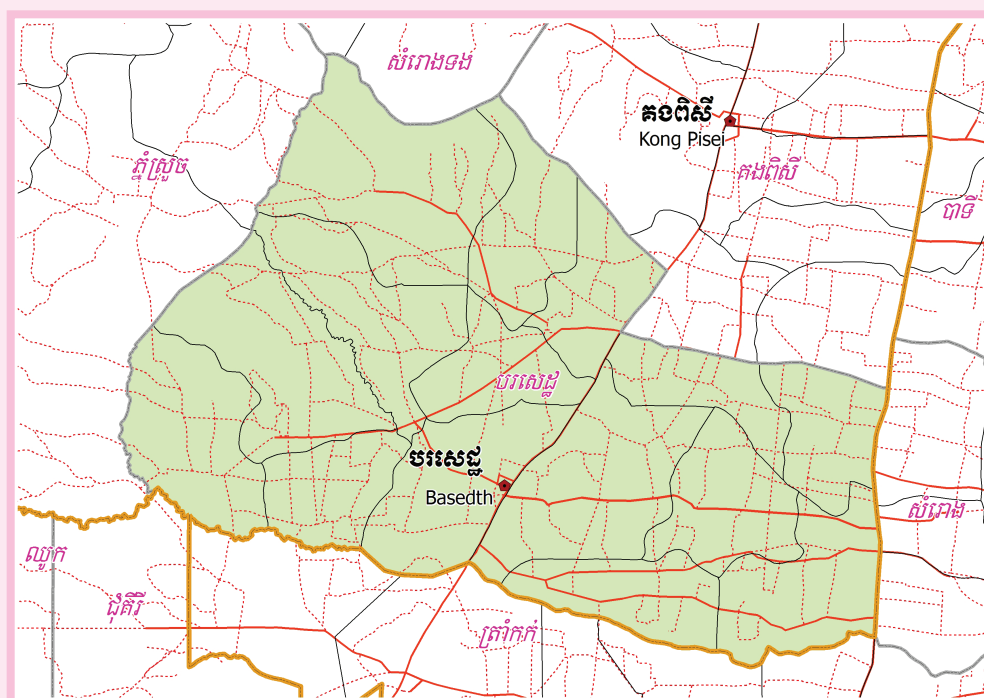 សំរោងទង
គងពិសី
Kong Pisei
ភ្នំស្រួច
គងពិសី
បាទី
បរសេដ្ឋ
បរសេដ្ឋ
Basedth
សំរោង
ឈូក
ជុគីរី
ត្រាំកក់